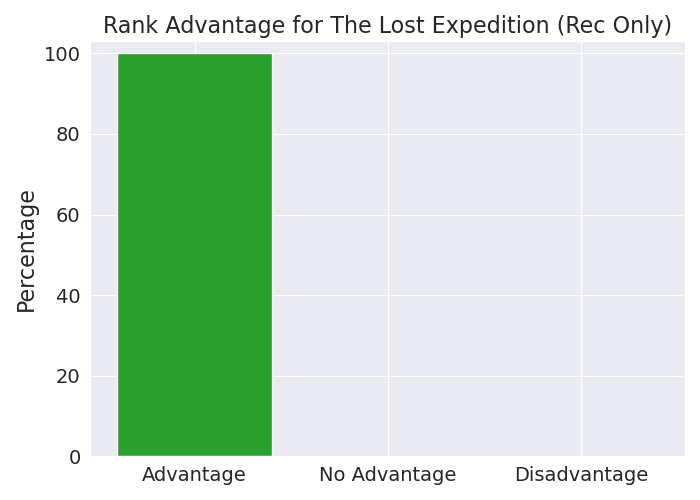 Rank Advantage for The Lost Expedition (Rec Only)
Percentage
100
80
60
40
20
0
Advantage No Advantage Disadvantage